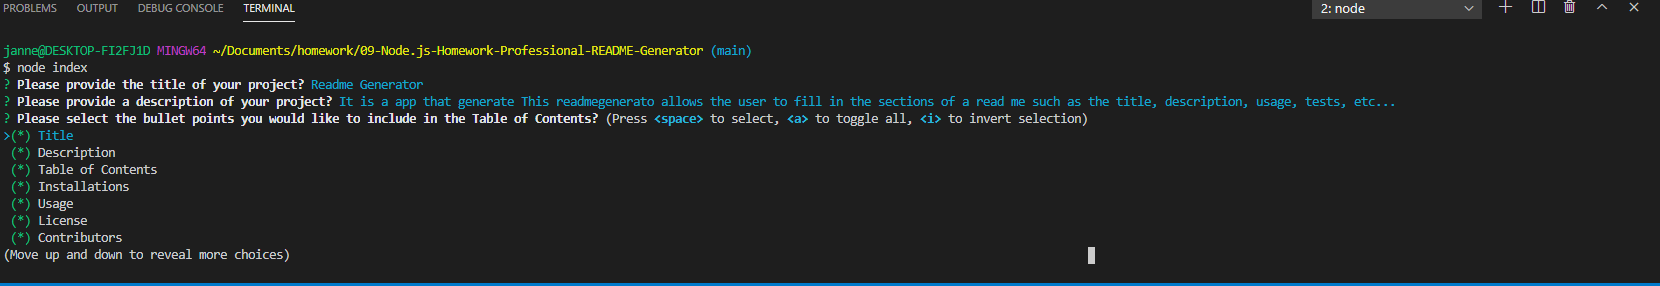 PROBLEMS OUTPUT DEBUG CONSOLE TERMINAL 2: node
janne@DESKTOP-FI2FJ1D MINGW64 ~/Documents/homework/09-Node.js-Homework-Professional-README-Generator (main)
$ node index
? Please provide the title of your project? Readme Generator
? Please provide a description of your project? It is a app that generate This readmegenerato allows the user to fill in the sections of a read me such as the title, description, usage, tests, etc...
? Please select the bullet points you would like to include in the Table of Contents? (Press <space> to select, <a> to toggle all, <i> to invert selection)
>(*) Title
(*) Description
(*) Table of Contents
(*) Installations
(*) Usage
(*) License
(*) Contributors
(Move up and down to reveal more choices)